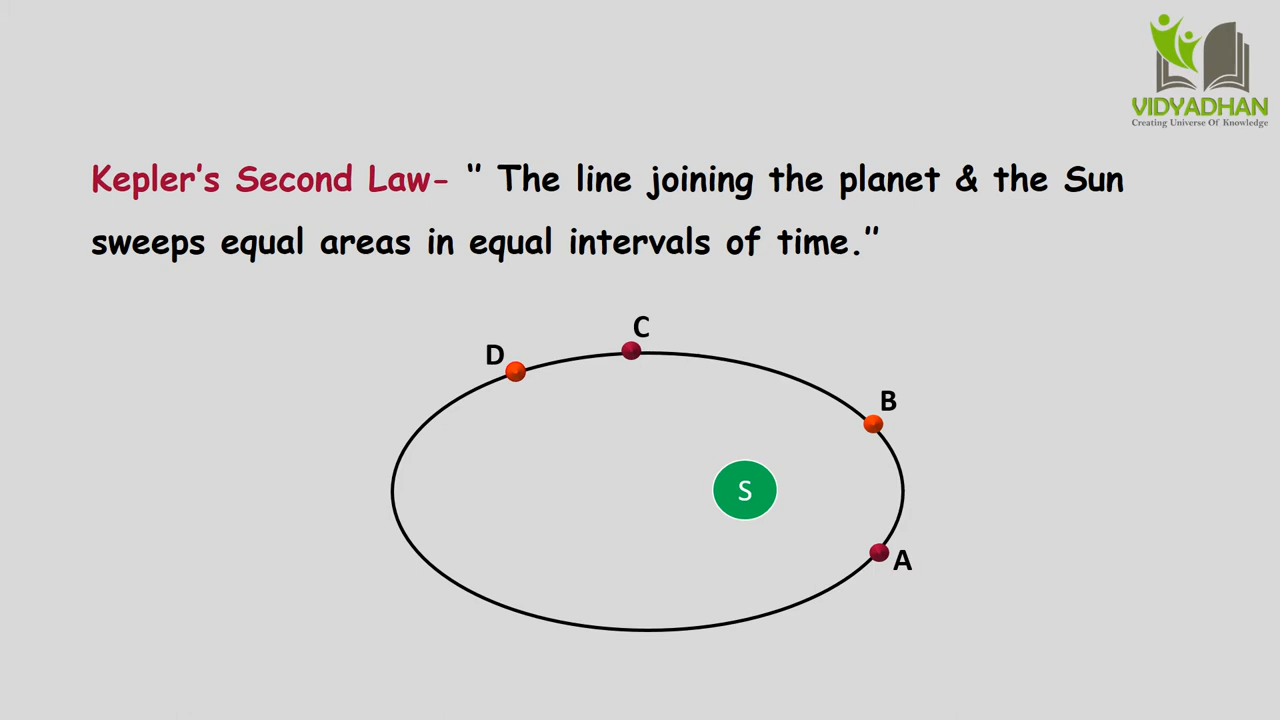 VIDYADHAN
Creating Universe Of Knowledge
Kepler's Second Law- " The line joining the planet & the Sun
sweeps equal areas in equal intervals of time."
C
D
B
S
A